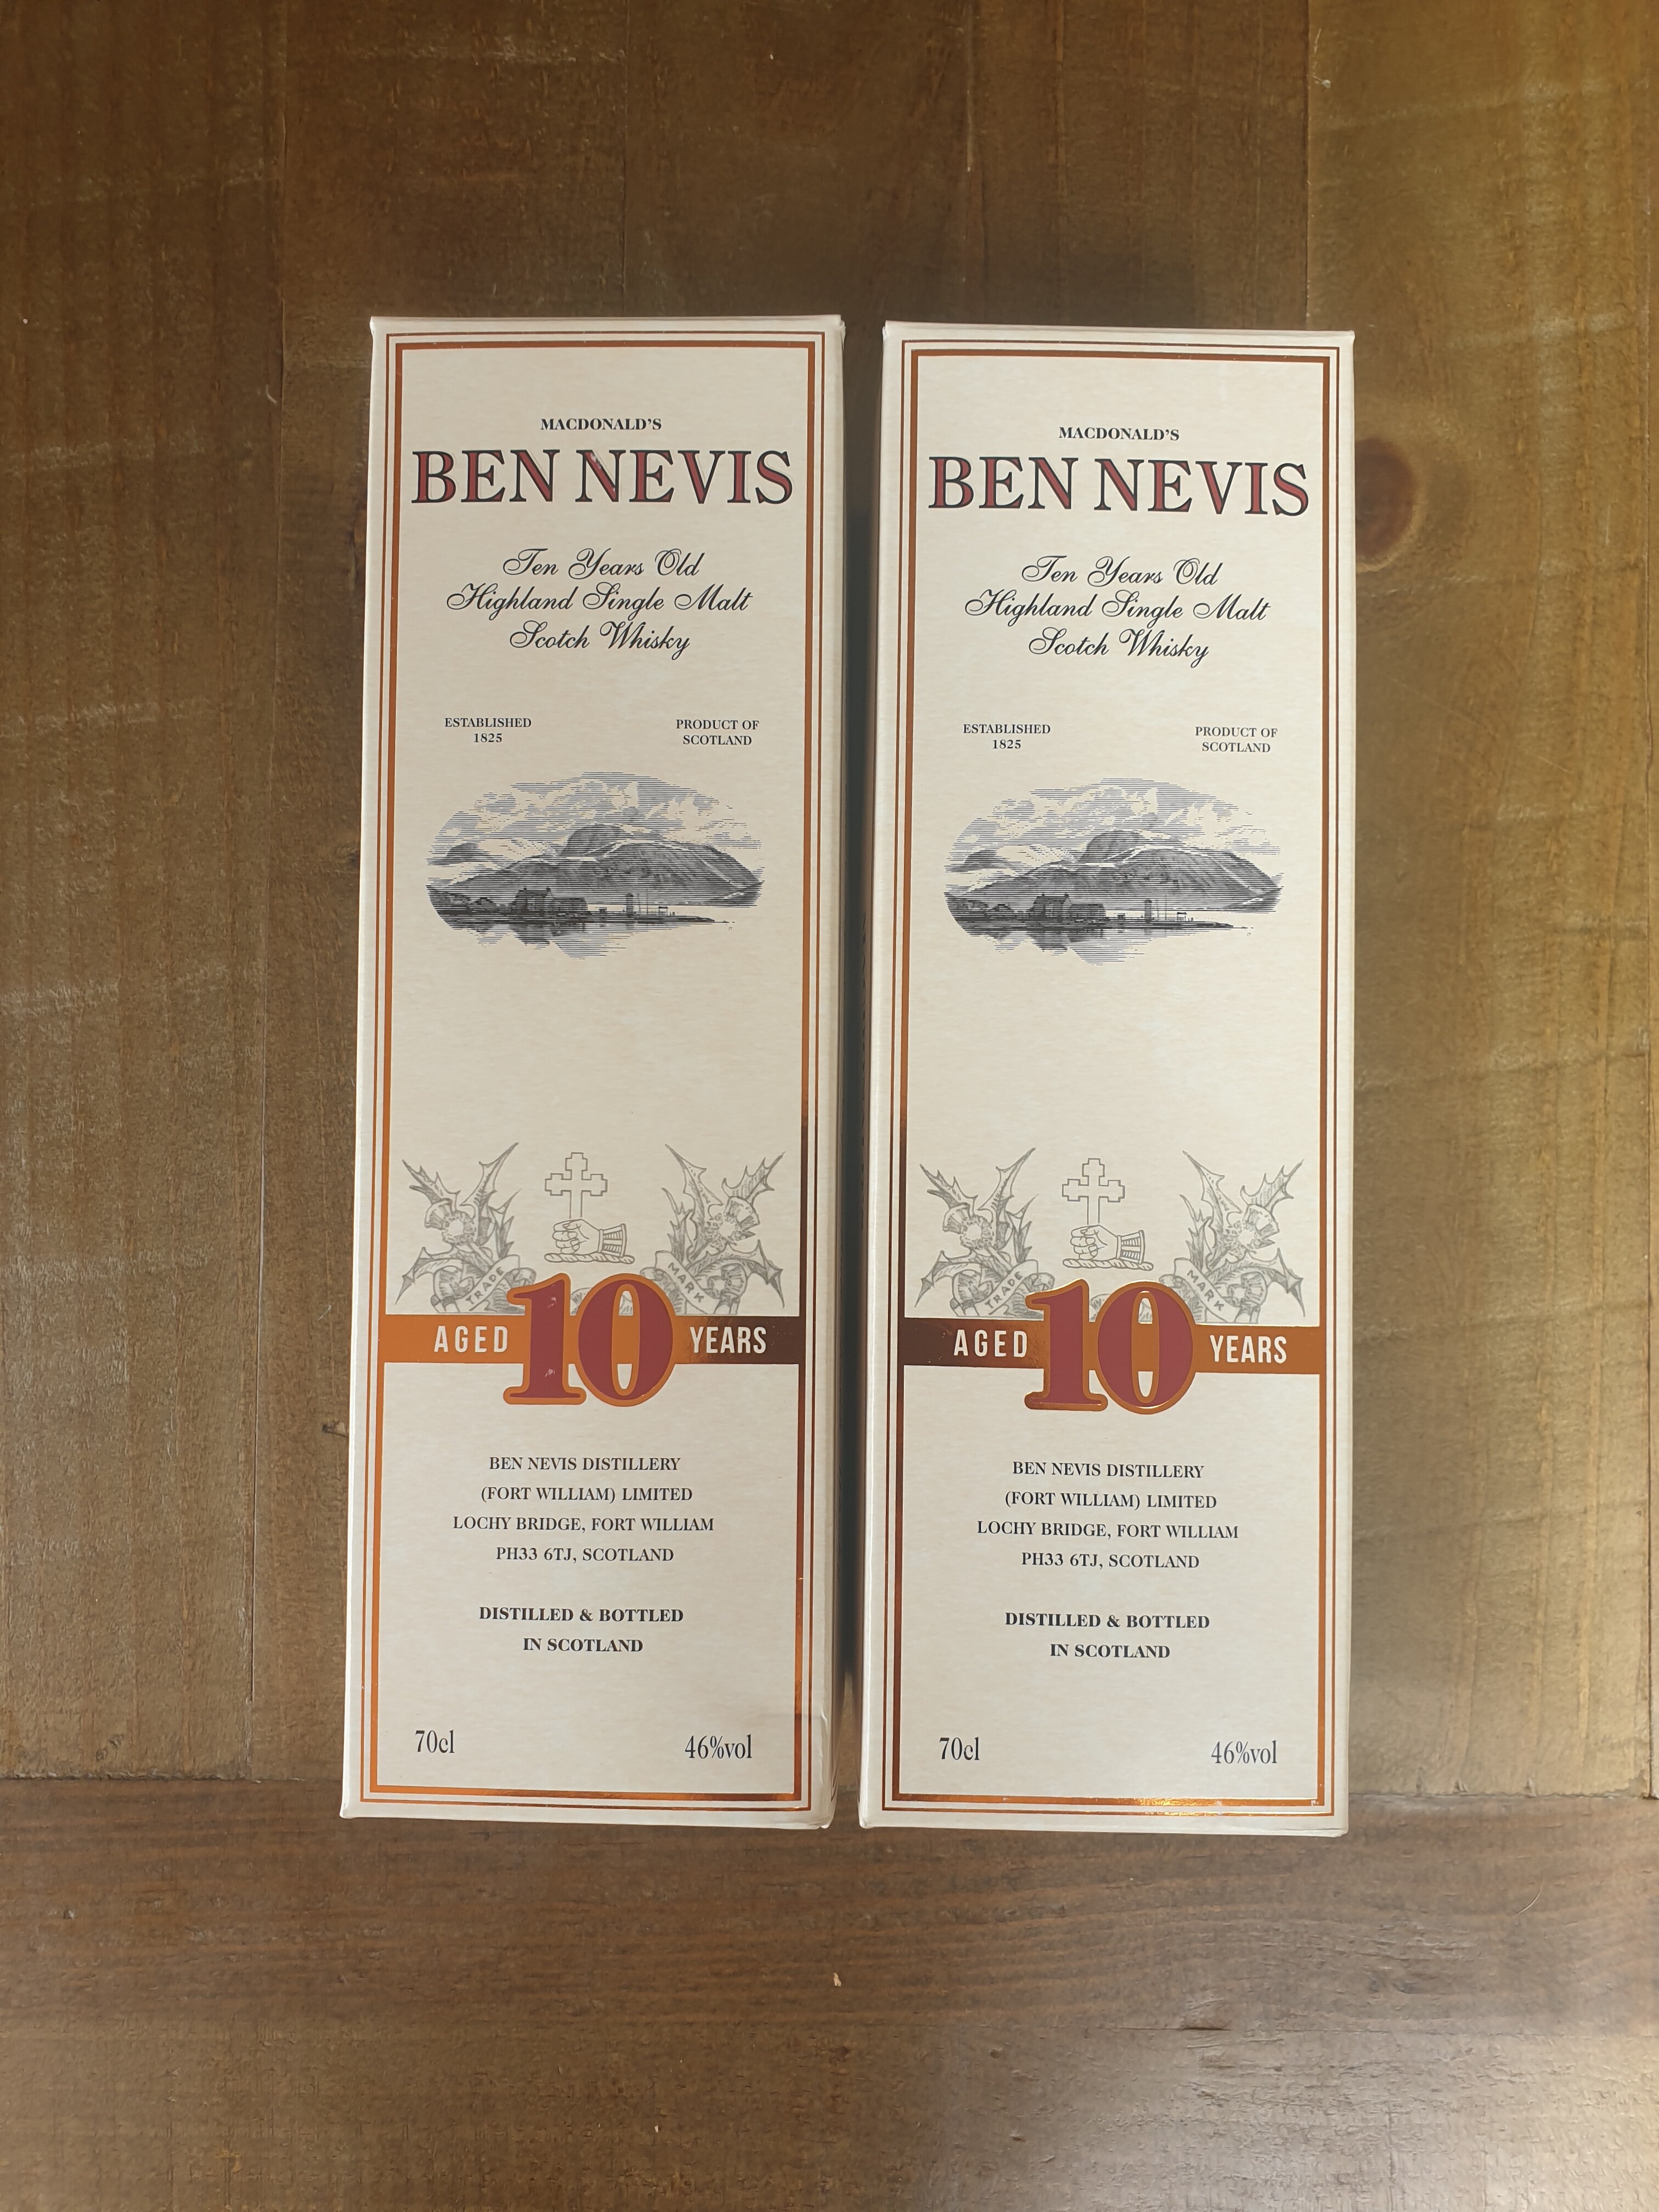 MACDONALD'S
BEN NEVIS
Ten Years Old
Highland Single Malt
Scotch Whisky
ESTABLISHED
1825
PRODUCT OF
SCOTLAND
TRADE
MARK
AGED 10 YEARS
BEN NEVIS DISTILLERY
(FORT WILLIAM) LIMITED
LOCHY BRIDGE, FORT WILLIAM
PH33 6TJ, SCOTLAND
DISTILLED & BOTTLED
IN SCOTLAND
70cl
46%vol
MACDONALD'S
BEN NEVIS
Ten Years Old
Highland Single Malt
Scotch Whisky
ESTABLISHED
1825
PRODUCT OF
SCOTLAND
TRADE
MARK
AGED 10 YEARS
BEN NEVIS DISTILLERY
(FORT WILLIAM) LIMITED
LOCHY BRIDGE, FORT WILLIAM
PH33 6TJ, SCOTLAND
DISTILLED & BOTTLED
IN SCOTLAND
70cl
46%vol